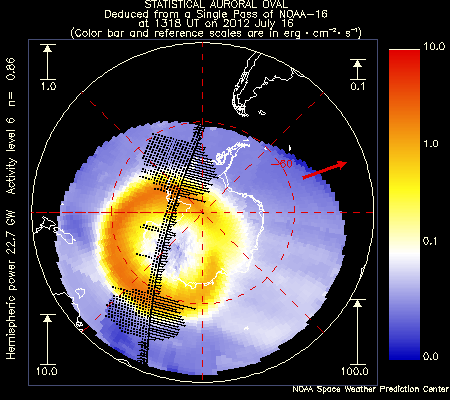 STATISTICAL AURORAL OVAL
Deduced from a Single Pass of NOAA-16
at 1318 UT on 2012 July 16
(Color bar and reference scales are in erg · cm⁻² · s⁻¹)
Hemispheric power 22.7 GW Activity level 6 n= 0.86
1.0
0.1
10.0
100.0
-60
10.0
1.0
0.1
0.0
NOAA Space Weather Prediction Center